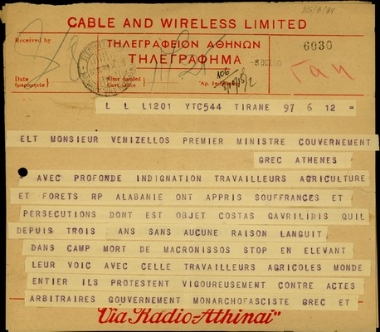 CABLE AND WIRELESS LIMITED
Received by
ΤΗΛΕΓΡΑΦΕΙΟΝ ΑΘΗΝΩΝ
ΤΗΛΕΓΡΑΦΗΜΑ
6030
Date
L L L1201 YTC544 TIRANE 97 6 12 =
ELT MONSIEUR VENIZELLOS PREMIER MINISTRE GOUVERNEMENT
GREC ATHENES
AVEC PROFONDE INDIGNATION TRAVAILLEURS AGRICULTURE
ET FORETS RP ALABANIE ONT APPRIS SOUFFRANCES ET
PERSECUTIONS DONT EST OBJET COSTAS GAVRILIDIS QUIL
DEPUIS TROIS ANS SANS AUCUNE RAISON LANGUIT
DANS CAMP MORT DE MACRONISSOS STOP EN ELEVANT
LEUR VOIC AVEC CELLE TRAVAILLEURS AGRICOLES MONDE
ENTIER ILS PROTESTENT VIGOUREUSEMENT CONTRE ACTES
ARBITRAIRES GOUVERNEMENT MONARCHOFASCISTE GREC ET
"Via Radio-Athinai"